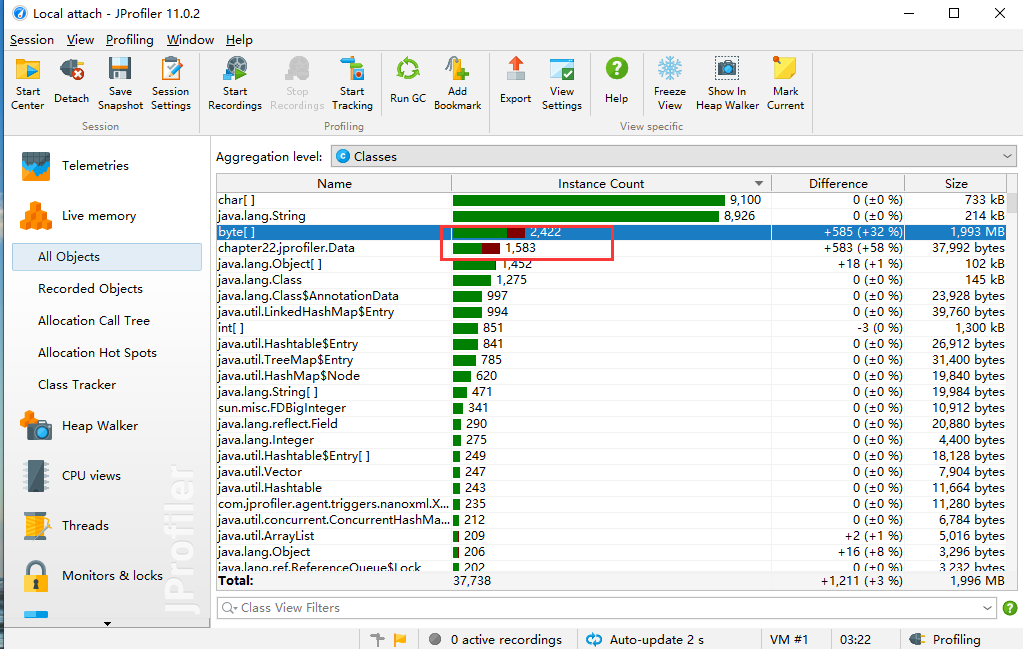 Local attach - JProfiler 11.0.2
Session View Profiling Window Help
Start Center
Detach
Save Snapshot
Session Settings
Start Recordings
Stop Recordings
Start Tracking
Run GC
Add Bookmark
Export
View Settings
Help
Freeze View
Show In Heap Walker
Mark Current
Session
Profiling
View specific
Telemetries
Live memory
All Objects
Recorded Objects
Allocation Call Tree
Allocation Hot Spots
Class Tracker
Heap Walker
CPU views
Threads
Monitors & locks
JProfiler
Aggregation level: Classes
Name Instance Count Difference Size
char[ ] 9,100 0 (±0 %) 733 kB
java.lang.String 8,926 0 (±0 %) 214 kB
byte[ ] 2,422 +585 (+32 %) 1,993 MB
chapter22.jprofiler.Data 1,583 +583 (+58 %) 37,992 bytes
java.lang.Object[ ] 1,452 +18 (+1 %) 102 kB
java.lang.Class 1,275 0 (±0 %) 145 kB
java.lang.Class$AnnotationData 997 0 (±0 %) 23,928 bytes
java.util.LinkedHashMap$Entry 994 0 (±0 %) 39,760 bytes
int[ ] 851 -3 (0 %) 1,300 kB
java.util.Hashtable$Entry 841 0 (±0 %) 26,912 bytes
java.util.TreeMap$Entry 785 0 (±0 %) 31,400 bytes
java.util.HashMap$Node 620 0 (±0 %) 19,840 bytes
java.lang.String[ ] 471 0 (±0 %) 19,984 bytes
sun.misc.FDBigInteger 341 0 (±0 %) 10,912 bytes
java.lang.reflect.Field 290 0 (±0 %) 20,880 bytes
java.lang.Integer 275 0 (±0 %) 4,400 bytes
java.util.Hashtable$Entry[ ] 249 0 (±0 %) 18,128 bytes
java.util.Vector 247 0 (±0 %) 7,904 bytes
java.util.Hashtable 243 0 (±0 %) 11,664 bytes
com.jprofiler.agent.triggers.nanoxml.X... 235 0 (±0 %) 11,280 bytes
java.util.concurrent.ConcurrentHashMa... 212 0 (±0 %) 6,784 bytes
java.util.ArrayList 209 +2 (+1 %) 5,016 bytes
java.lang.Object 206 +16 (+8 %) 3,296 bytes
java.lang.ref.ReferenceQueue$Lock 202 0 (±0 %) 3,232 bytes
Total: 37,738 +1,211 (+3 %) 1,996 MB
Class View Filters
0 active recordings Auto-update 2 s VM #1 03:22 Profiling